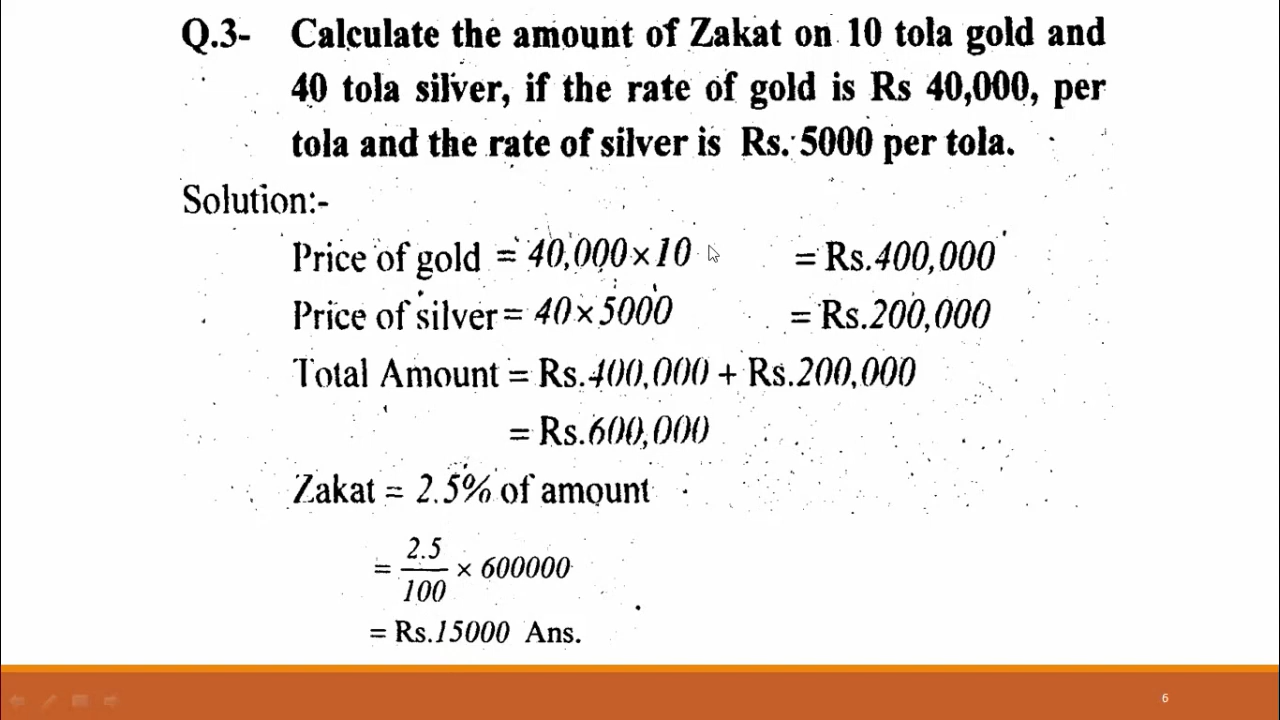 Q.3- Calculate the amount of Zakat on 10 tola gold and
40 tola silver, if the rate of gold is Rs 40,000, per
tola and the rate of silver is Rs. 5000 per tola.
Solution:-
Price of gold = 40,000×10 = Rs.400,000
Price of silver = 40×5000 = Rs.200,000
Total Amount = Rs.400,000 + Rs.200,000
= Rs.600,000
Zakat = 2.5% of amount
= 2.5/100 × 600000
= Rs.15000 Ans.
6